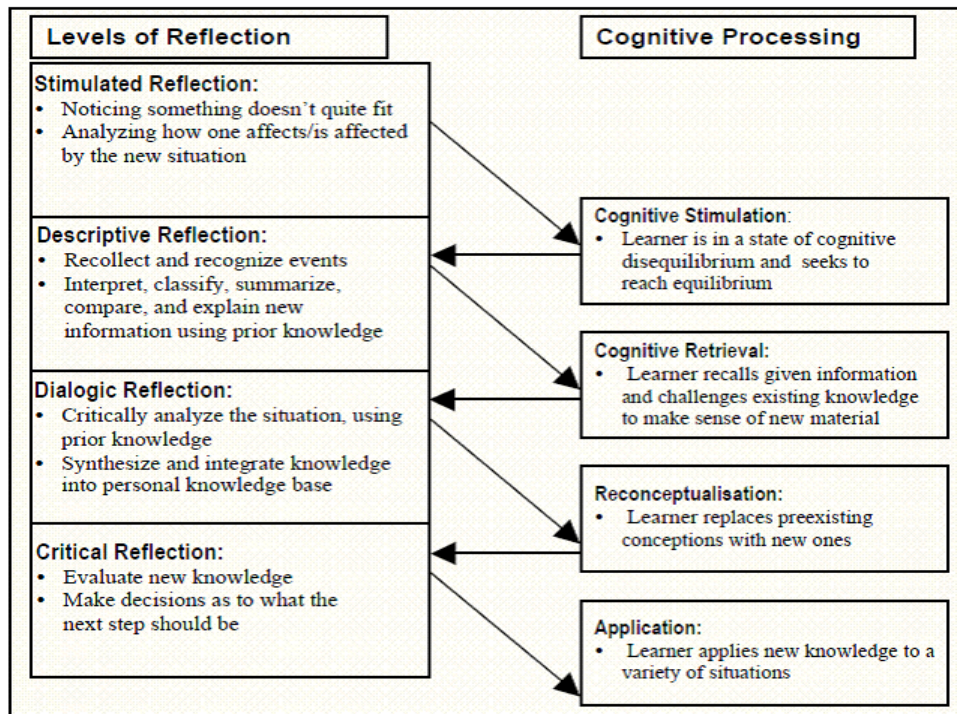 Levels of Reflection
Stimulated Reflection:
• Noticing something doesn't quite fit
• Analyzing how one affects/is affected
by the new situation
Descriptive Reflection:
• Recollect and recognize events
• Interpret, classify, summarize,
compare, and explain new
information using prior knowledge
Dialogic Reflection:
• Critically analyze the situation, using
prior knowledge
• Synthesize and integrate knowledge
into personal knowledge base
Critical Reflection:
• Evaluate new knowledge
• Make decisions as to what the
next step should be
Cognitive Processing
Cognitive Stimulation:
• Learner is in a state of cognitive
disequilibrium and seeks to
reach equilibrium
Cognitive Retrieval:
• Learner recalls given information
and challenges existing knowledge
to make sense of new material
Reconceptualisation:
• Learner replaces preexisting
conceptions with new ones
Application:
• Learner applies new knowledge to a
variety of situations